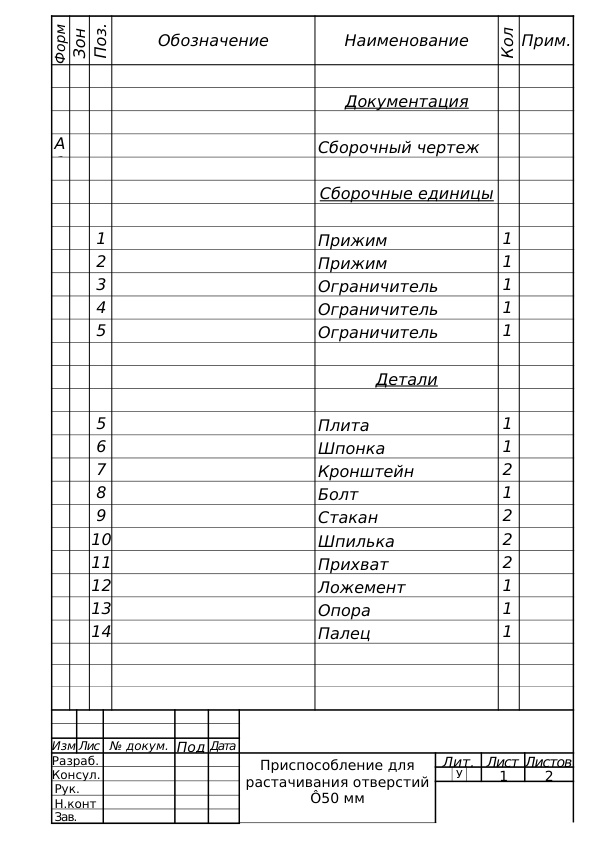 Форм Зон Поз. Обозначение Наименование Кол Прим.
Документация
А Сборочный чертеж
Сборочные единицы
1 Прижим 1
2 Прижим 1
3 Ограничитель 1
4 Ограничитель 1
5 Ограничитель 1
Детали
5 Плита 1
6 Шпонка 1
7 Кронштейн 2
8 Болт 1
9 Стакан 2
10 Шпилька 2
11 Прихват 2
12 Ложемент 1
13 Опора 1
14 Палец 1
Изм Лис № докум. Под Дата
Разраб.
Консул.
Рук.
Н.конт
Зав.
Приспособление для
растачивания отверстий
Ô50 мм
Лит. Лист Листов
У 1 2